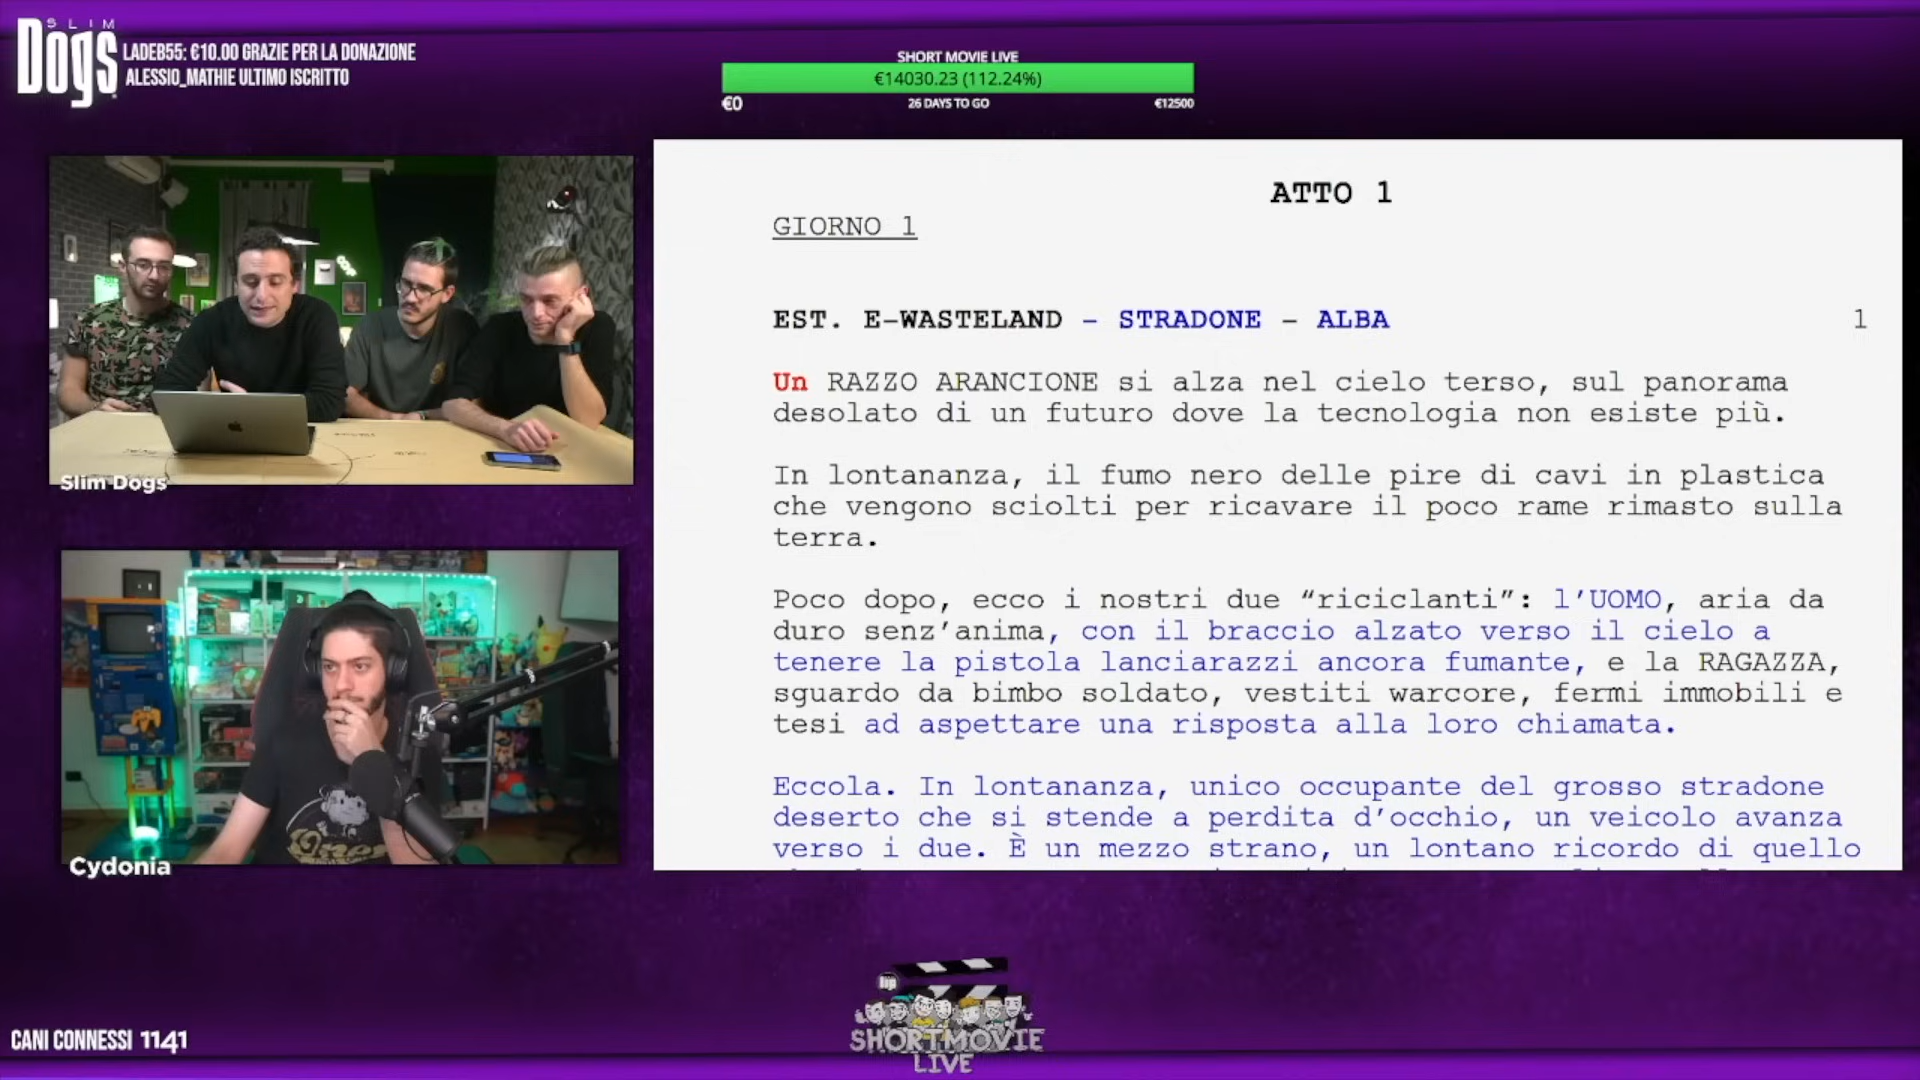 SLIM
Dogs
LADEB55: €10.00 GRAZIE PER LA DONAZIONE
ALESSIO_MATHIE ULTIMO ISCRITTO
SHORT MOVIE LIVE
€14030.23 (112.24%)
€0
26 DAYS TO GO
€12500
Slim Dogs
Cydonia
ATTO 1
GIORNO 1
EST. E-WASTELAND - STRADONE - ALBA 1
Un RAZZO ARANCIONE si alza nel cielo terso, sul panorama
desolato di un futuro dove la tecnologia non esiste più.
In lontananza, il fumo nero delle pire di cavi in plastica
che vengono sciolti per ricavare il poco rame rimasto sulla
terra.
Poco dopo, ecco i nostri due “riciclanti”: l’UOMO, aria da
duro senz’anima, con il braccio alzato verso il cielo a
tenere la pistola lanciarazzi ancora fumante, e la RAGAZZA,
sguardo da bimbo soldato, vestiti warcore, fermi immobili e
tesi ad aspettare una risposta alla loro chiamata.
Eccola. In lontananza, unico occupante del grosso stradone
deserto che si stende a perdita d’occhio, un veicolo avanza
verso i due. È un mezzo strano, un lontano ricordo di quello
SHORTMOVIE
LIVE
CANI CONNESSI 1141